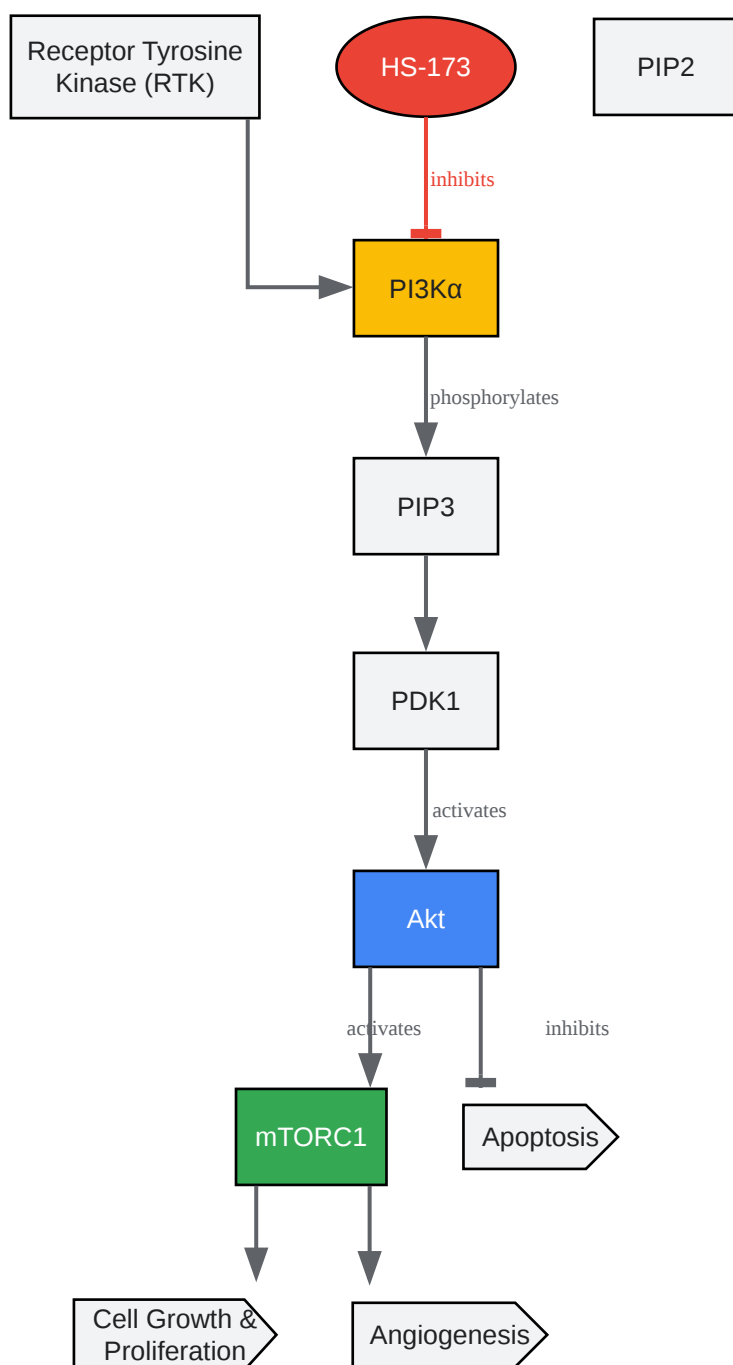 Receptor Tyrosine
Kinase (RTK)
HS-173
PIP2
inhibits
PI3Kα
phosphorylates
PIP3
PDK1
activates
Akt
activates
inhibits
mTORC1
Apoptosis
Cell Growth &
Proliferation
Angiogenesis